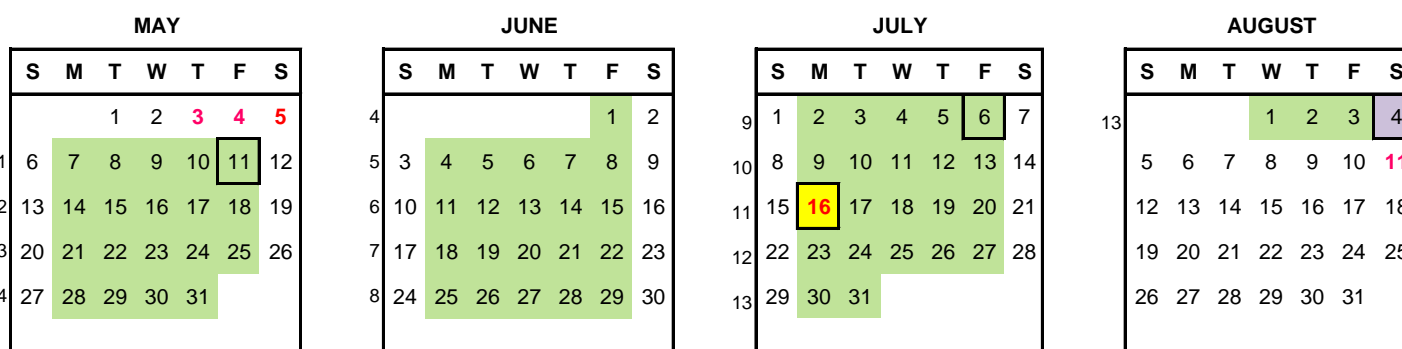 MAY JUNE JULY AUGUST
S M T W T F S S M T W T F S S M T W T F S S M T W T F S
1 2 3 4 5 4 1 2 9 1 2 3 4 5 6 7 13 1 2 3 4
1 6 7 8 9 10 11 12 5 3 4 5 6 7 8 9 10 8 9 10 11 12 13 14 5 6 7 8 9 10 11
2 13 14 15 16 17 18 19 6 10 11 12 13 14 15 16 11 15 16 17 18 19 20 21 12 13 14 15 16 17 18
3 20 21 22 23 24 25 26 7 17 18 19 20 21 22 23 12 22 23 24 25 26 27 28 19 20 21 22 23 24 25
4 27 28 29 30 31 8 24 25 26 27 28 29 30 13 29 30 31 26 27 28 29 30 31